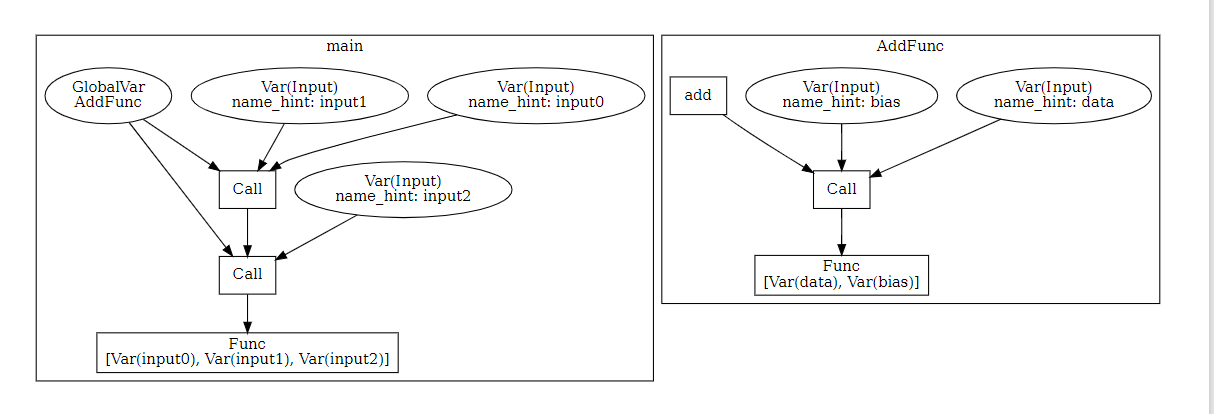 main
GlobalVar
AddFunc
Var(Input)
name_hint: input1
Var(Input)
name_hint: input0
Call
Var(Input)
name_hint: input2
Call
Func
[Var(input0), Var(input1), Var(input2)]
AddFunc
add
Var(Input)
name_hint: bias
Var(Input)
name_hint: data
Call
Func
[Var(data), Var(bias)]